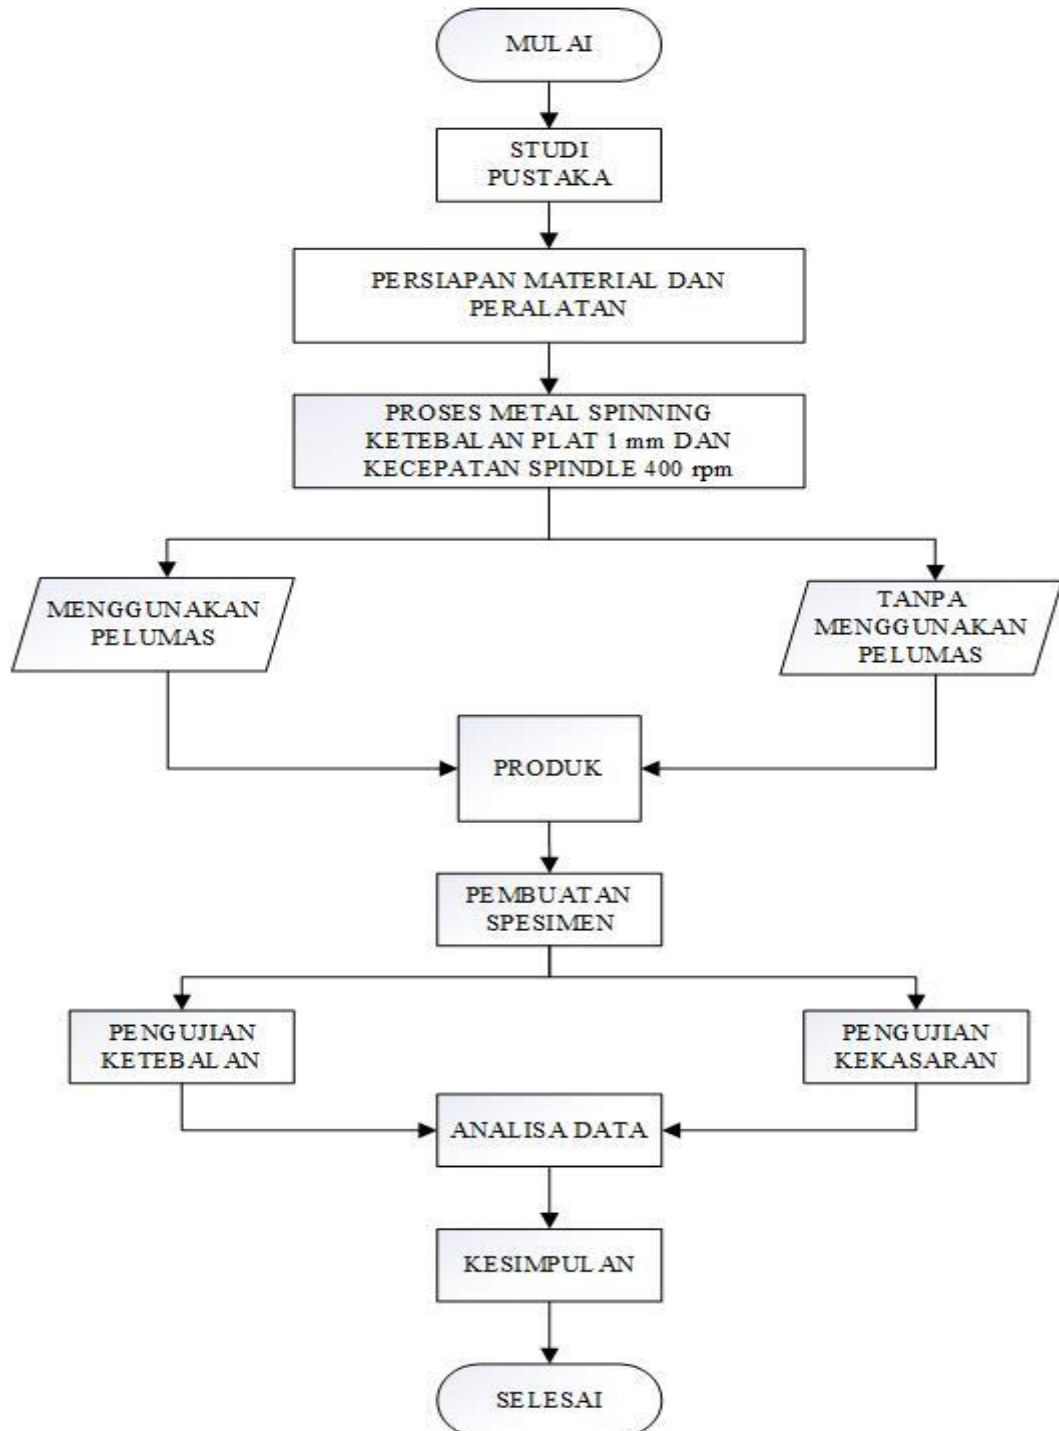 MULAI
STUDI
PUSTAKA
PERSIAPAN MATERIAL DAN
PERALATAN
PROSES METAL SPINNING
KETEBALAN PLAT 1 mm DAN
KECEPATAN SPINDLE 400 rpm
MENGGUNAKAN
PELUMAS
TANPA
MENGGUNAKAN
PELUMAS
PRODUK
PEMBUATAN
SPESIMEN
PENGUJIAN
KETEBALAN
PENGUJIAN
KEKASARAN
ANALISA DATA
KESIMPULAN
SELESAI